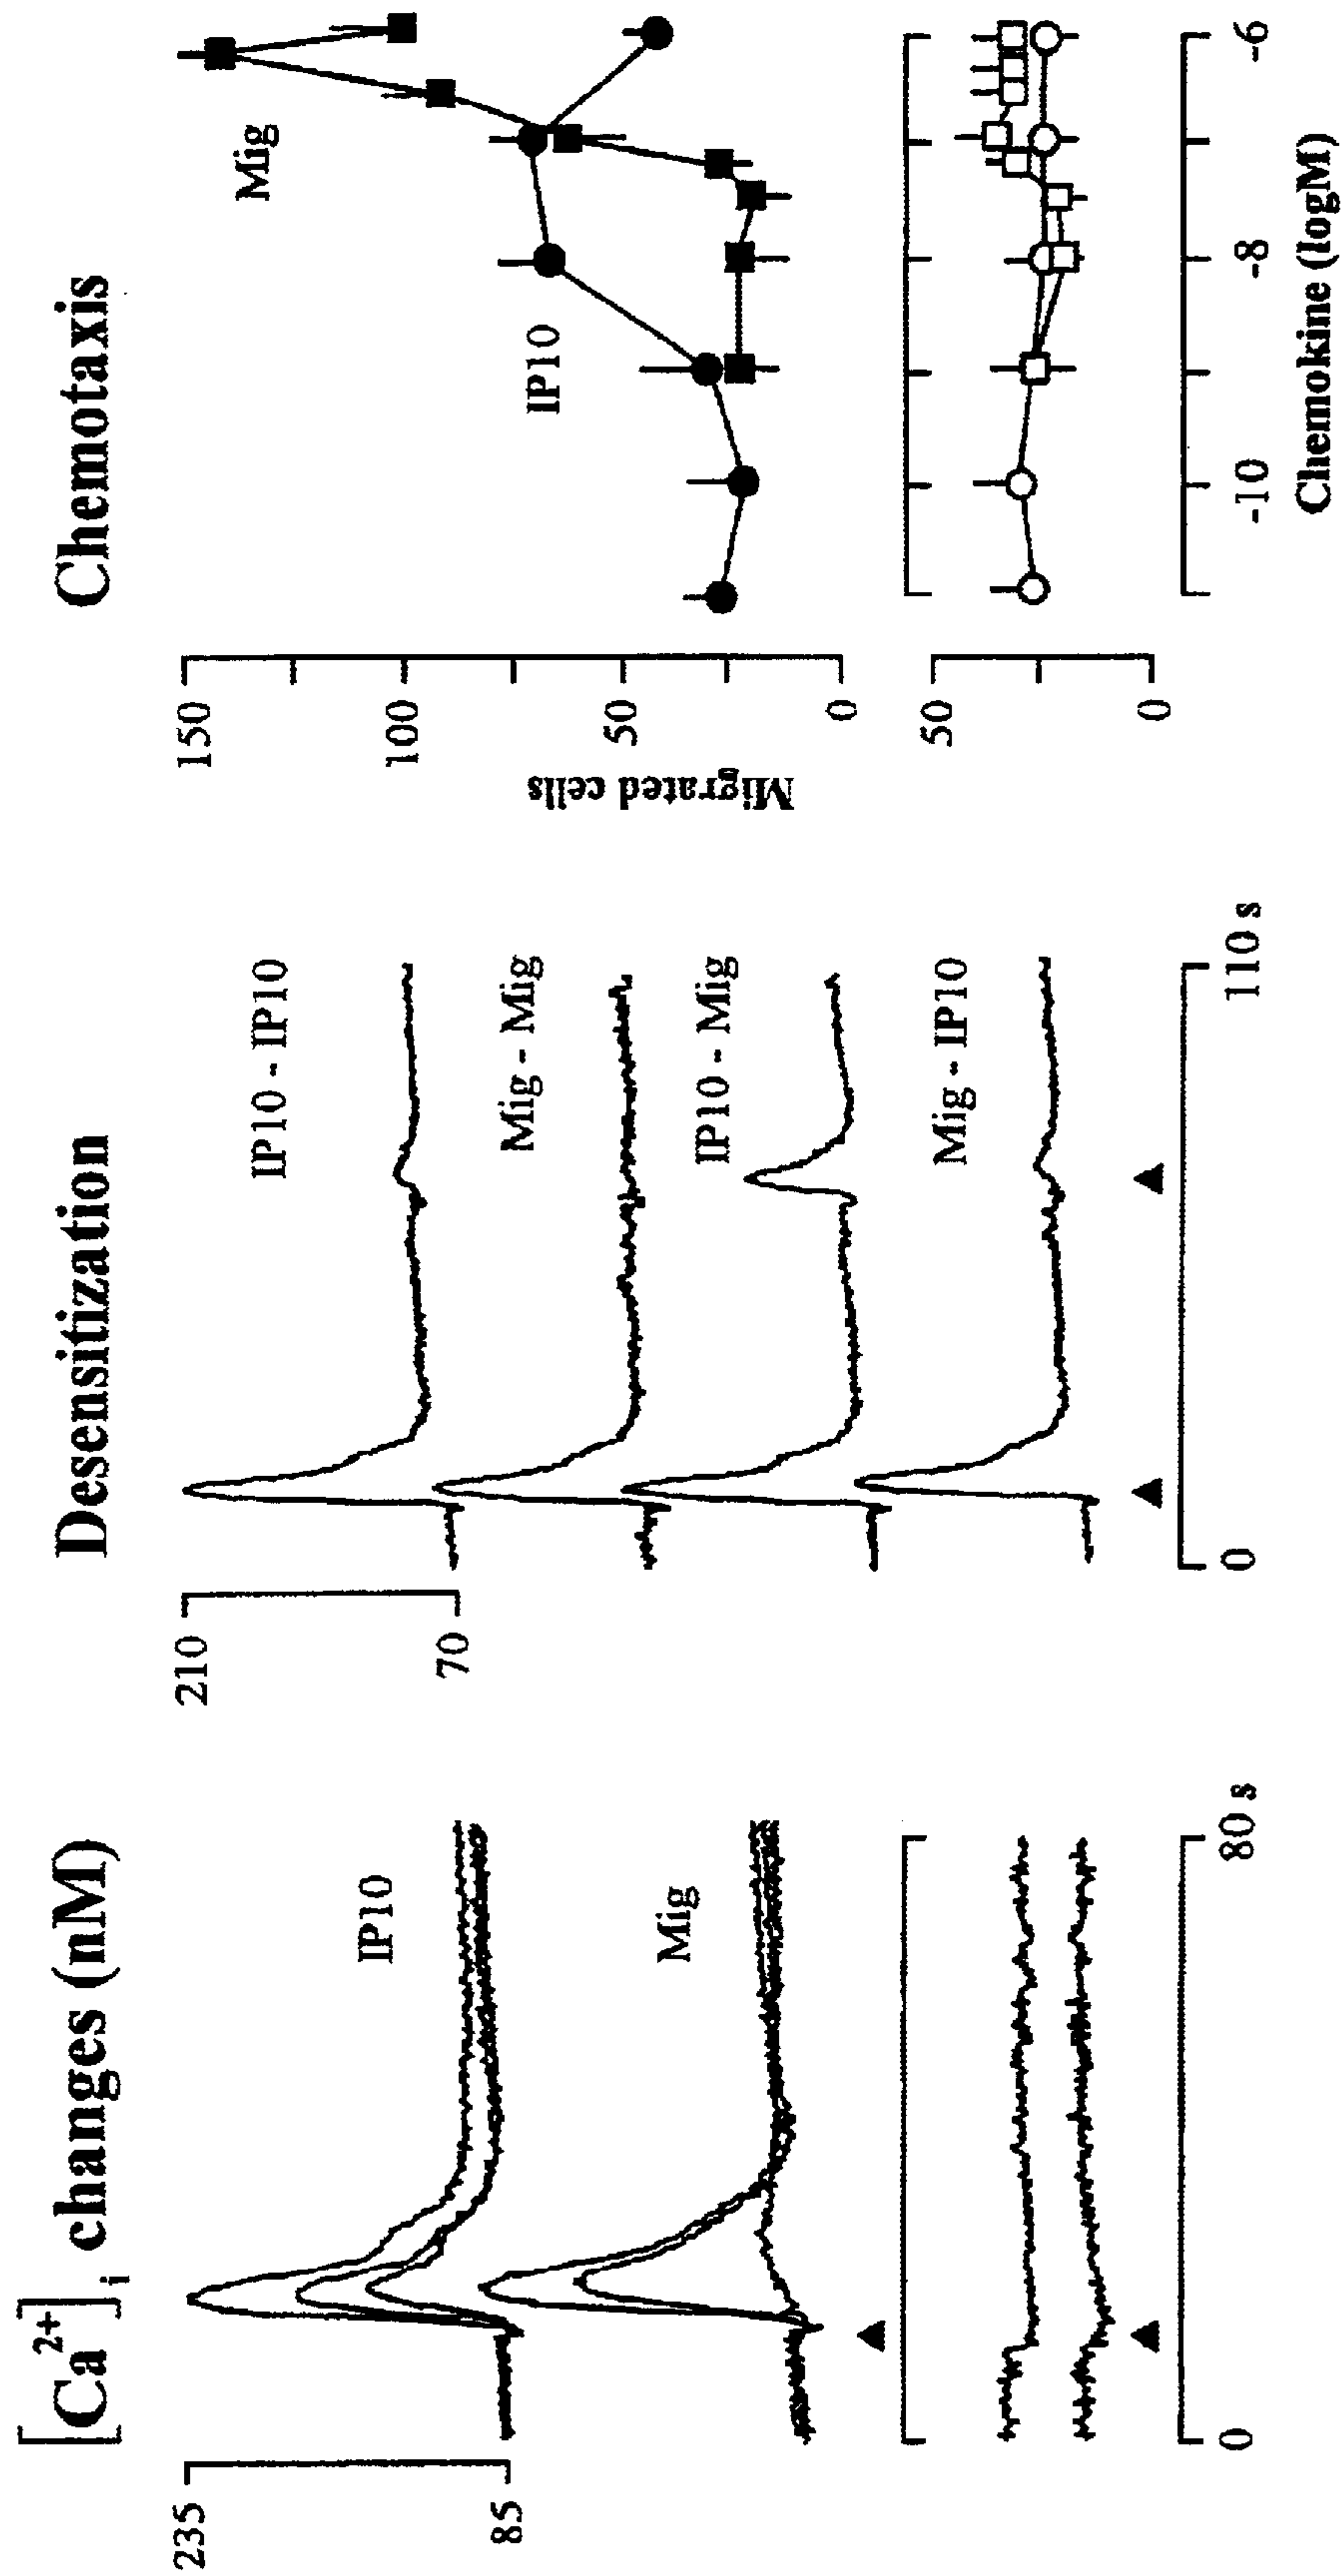 [Ca2+]i changes (nM)
235
85
IP10
Mig
0
80 s
Desensitization
210
70
IP10 - IP10
Mig - Mig
IP10 - Mig
Mig - IP10
0
110 s
Chemotaxis
Migrated cells
150
100
50
0
50
0
Mig
IP10
-10
-8
-6
Chemokine (logM)